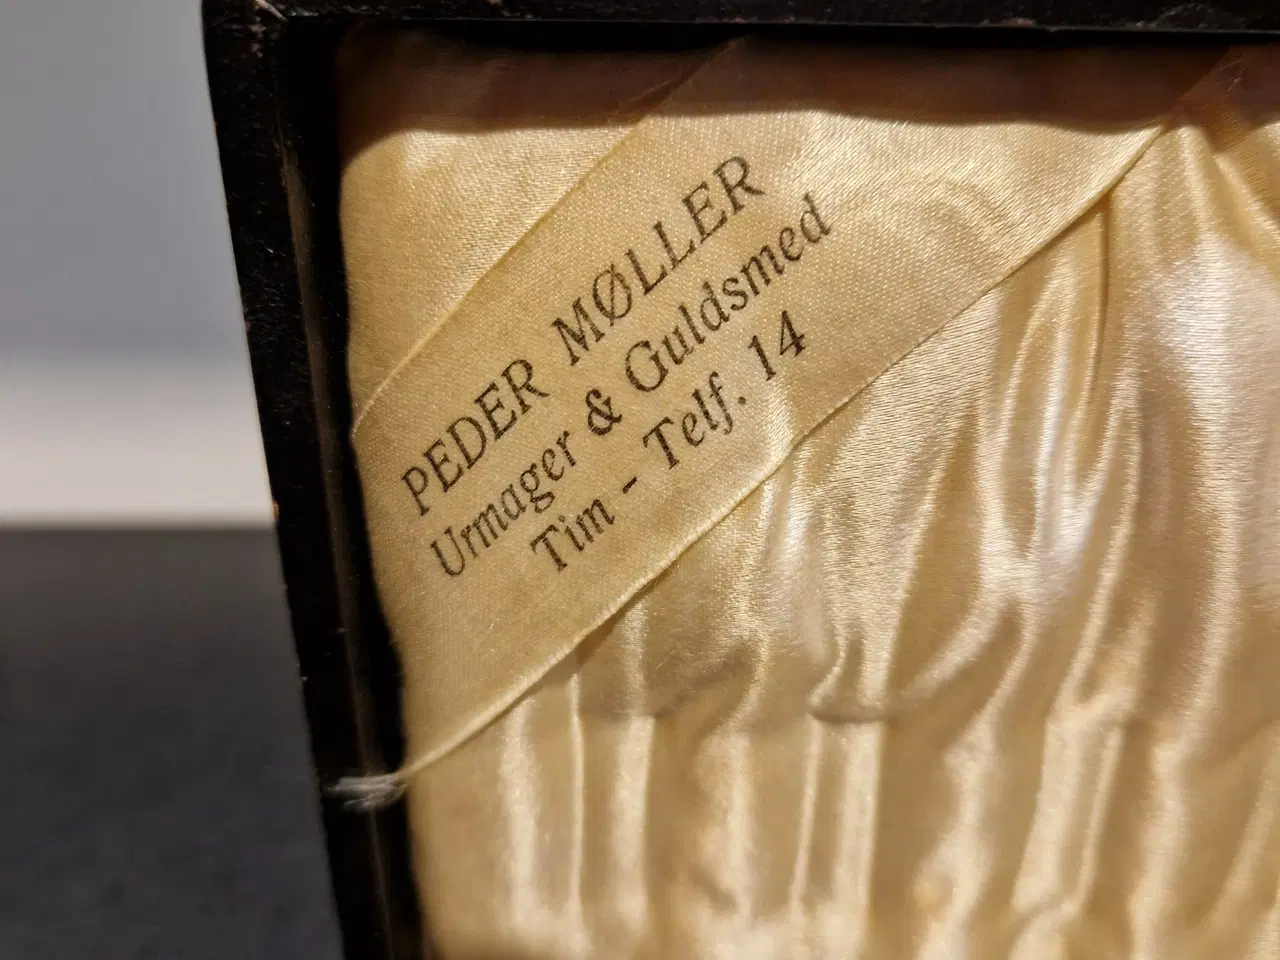 PEDER MØLLER
Urmager & Guldsmed
Tim - Telf. 14